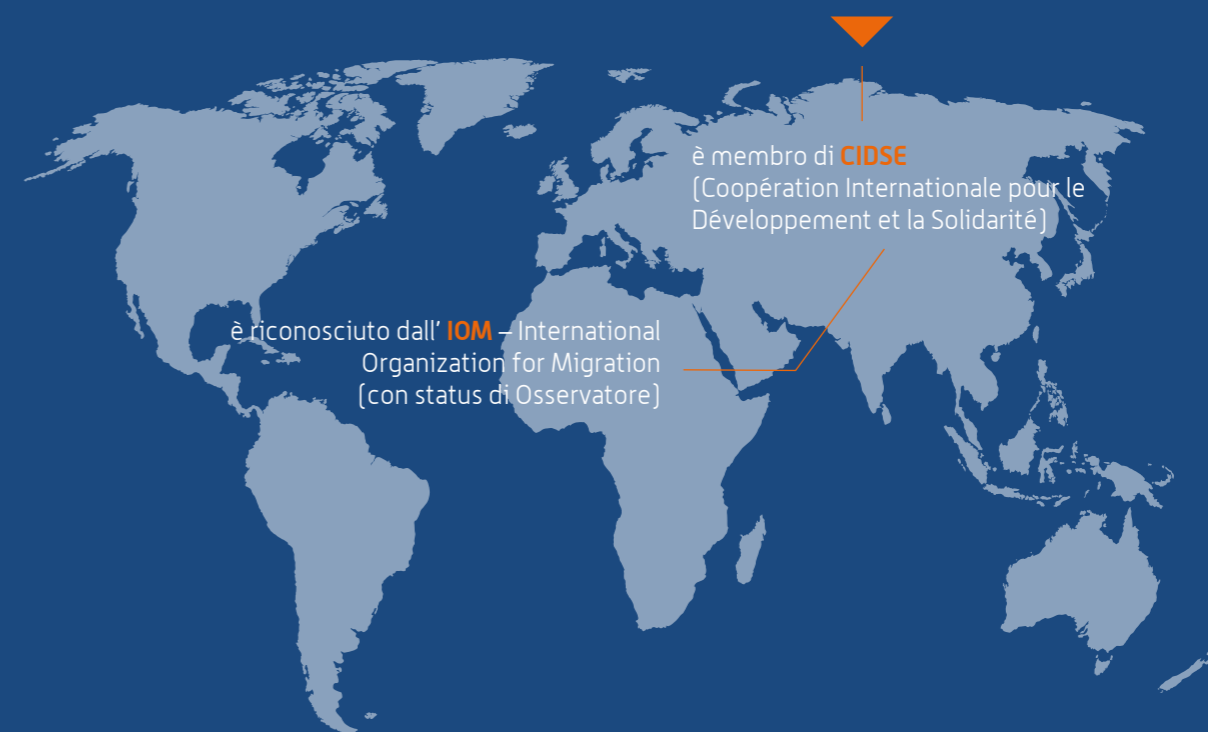 è membro di CIDSE
(Coopération Internationale pour le
Développement et la Solidarité)
è riconosciuto dall’ IOM – International
Organization for Migration
(con status di Osservatore)